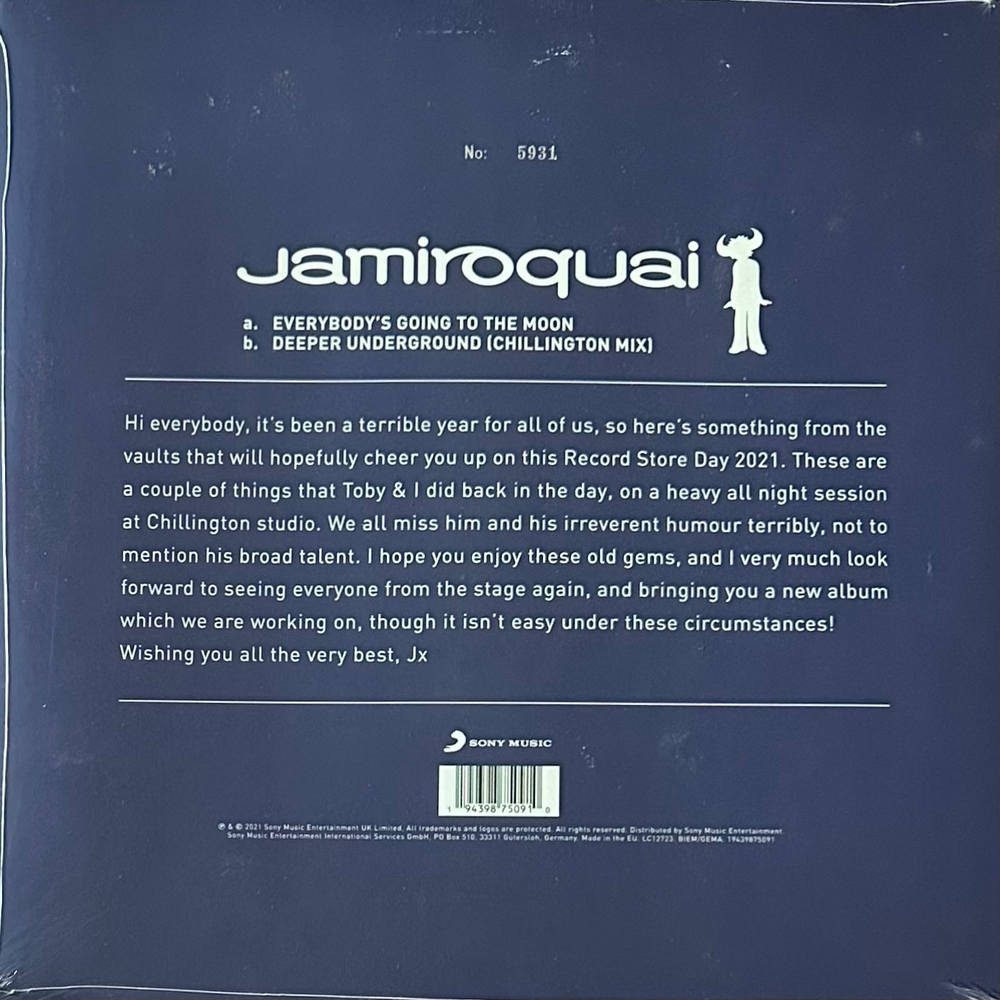 No: 5931
Jamiroquai
a. EVERYBODY'S GOING TO THE MOON
b. DEEPER UNDERGROUND (CHILLINGTON MIX)
Hi everybody, it's been a terrible year for all of us, so here's something from the
vaults that will hopefully cheer you up on this Record Store Day 2021. These are
a couple of things that Toby & I did back in the day, on a heavy all night session
at Chillington studio. We all miss him and his irreverent humour terribly, not to
mention his broad talent. I hope you enjoy these old gems, and I very much look
forward to seeing everyone from the stage again, and bringing you a new album
which we are working on, though it isn't easy under these circumstances!
Wishing you all the very best, Jx
SONY MUSIC
1 94398 75091 0
℗ & © 2021 Sony Music Entertainment UK Limited. All trademarks and logos are protected. All rights reserved. Distributed by Sony Music Entertainment.
Sony Music Entertainment International Services GmbH, PO Box 510, 33311 Gütersloh, Germany. Made in the EU. LC12723. BIEM/GEMA. 19439875091